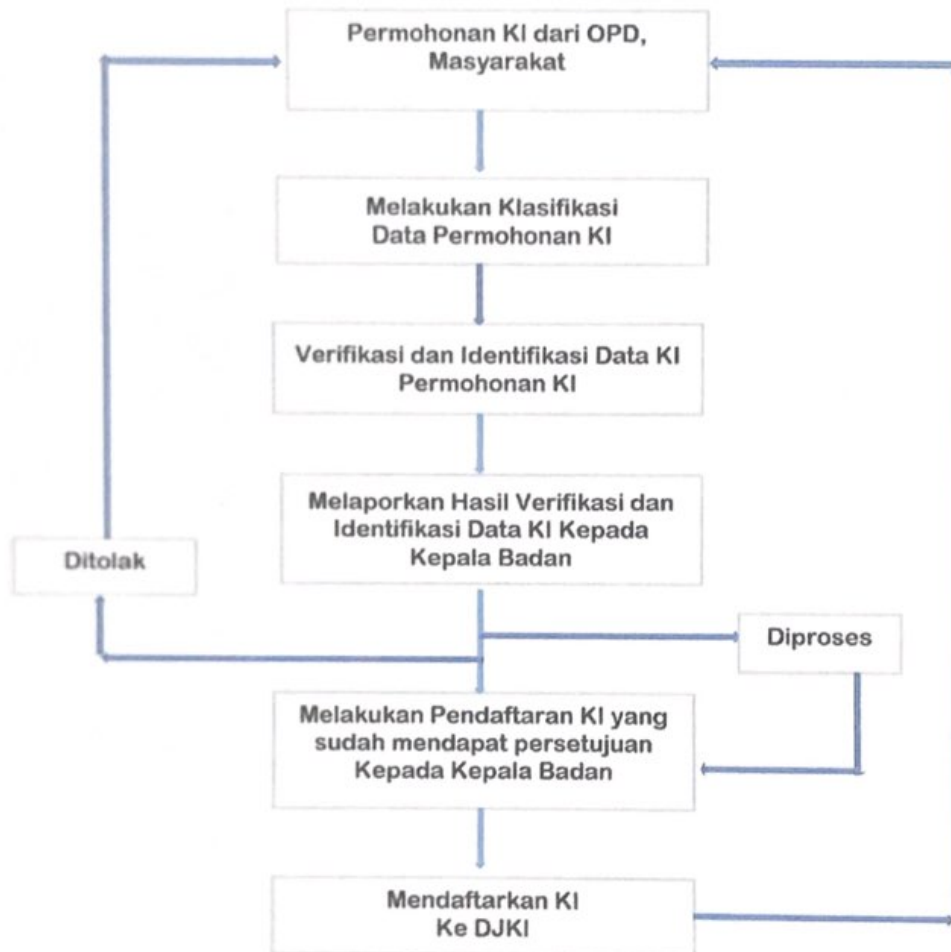 Permohonan KI dari OPD,
Masyarakat
Melakukan Klasifikasi
Data Permohonan KI
Verifikasi dan Identifikasi Data KI
Permohonan KI
Melaporkan Hasil Verifikasi dan
Identifikasi Data KI Kepada
Kepala Badan
Ditolak
Diproses
Melakukan Pendaftaran KI yang
sudah mendapat persetujuan
Kepada Kepala Badan
Mendaftarkan KI
Ke DJKI